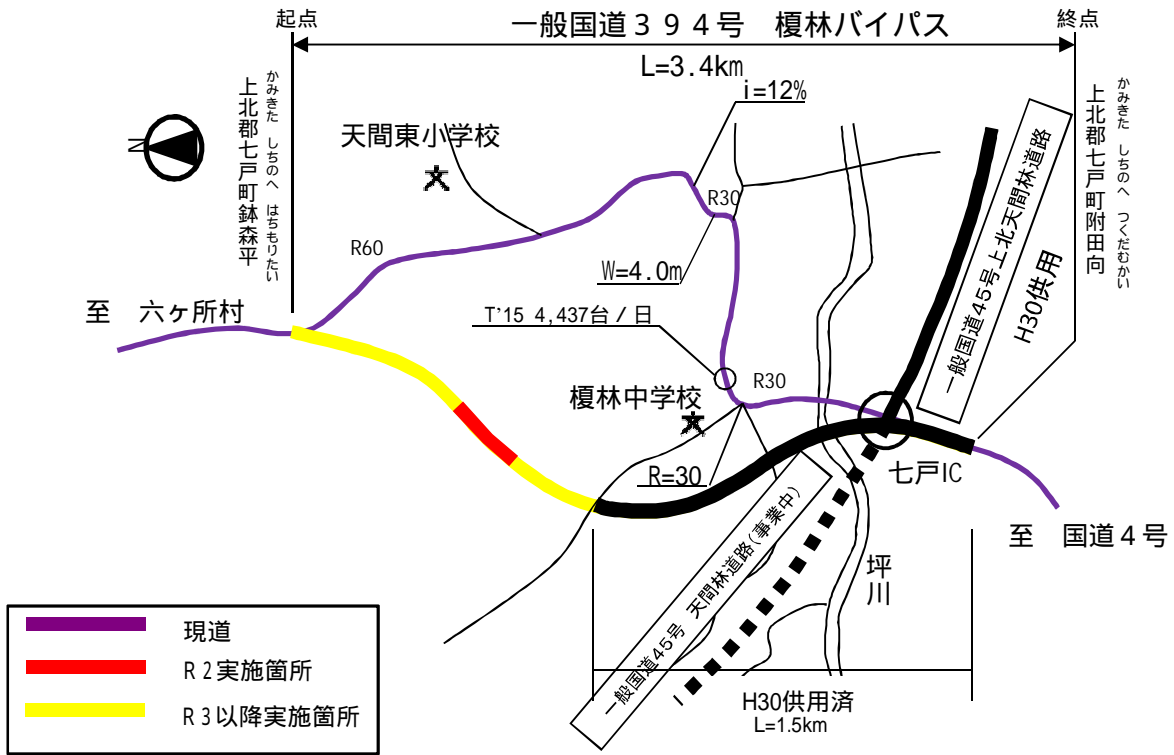 起点
一般国道394号 榎林バイパス
終点
L=3.4km
i=12%
上北郡七戸町鉢森平
かみきた しちのへ はちもりたい
上北郡七戸町附田向
かみきた しちのへ つくだむかい
N
天間東小学校
R60
R30
W=4.0m
一般国道45号上北天間林道路
H30供用
至 六ヶ所村
T'15 4,437台/日
R30
榎林中学校
R=30
七戸IC
至 国道4号
一般国道45号 天間林道路(事業中)
坪川
現道
R2実施箇所
R3以降実施箇所
H30供用済
L=1.5km